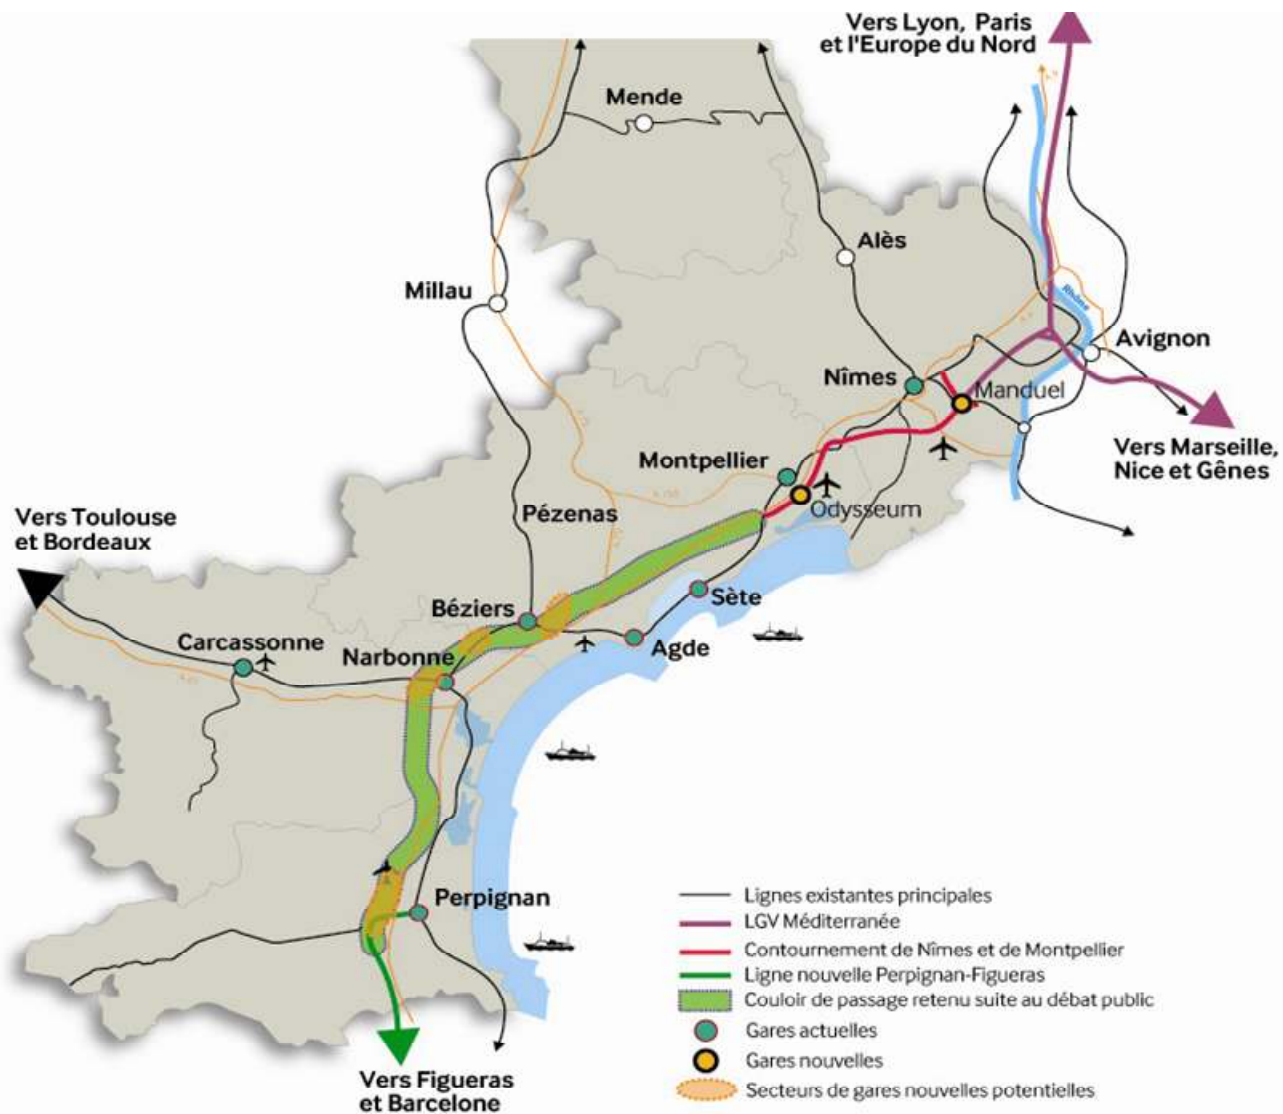 Vers Lyon, Paris
et l'Europe du Nord
Mende
Alès
Millau
Rhône
Avignon
Nîmes
Manduel
Vers Marseille,
Nice et Gênes
Montpellier
Odysseum
Pézenas
Vers Toulouse
et Bordeaux
Béziers
Sète
Agde
Carcassonne
Narbonne
Perpignan
Vers Figueras
et Barcelone
Lignes existantes principales
LGV Méditerranée
Contournement de Nîmes et de Montpellier
Ligne nouvelle Perpignan-Figueras
Couloir de passage retenu suite au débat public
Gares actuelles
Gares nouvelles
Secteurs de gares nouvelles potentielles